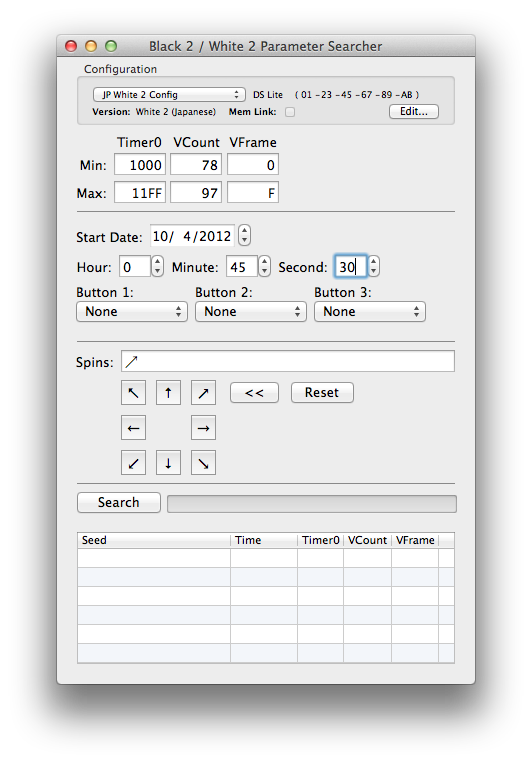 Black 2 / White 2 Parameter Searcher
Configuration
JP White 2 Config DS Lite ( 01 -23 -45 -67 -89 -AB )
Version: White 2 (Japanese) Mem Link: Edit...
Timer0 VCount VFrame
Min: 1000 78 0
Max: 11FF 97 F
Start Date: 10/ 4/2012
Hour: 0 Minute: 45 Second: 30
Button 1: Button 2: Button 3:
None None None
Spins: ↗
↖ ↑ ↗ << Reset
← →
↙ ↓ ↘
Search
Seed Time Timer0 VCount VFrame